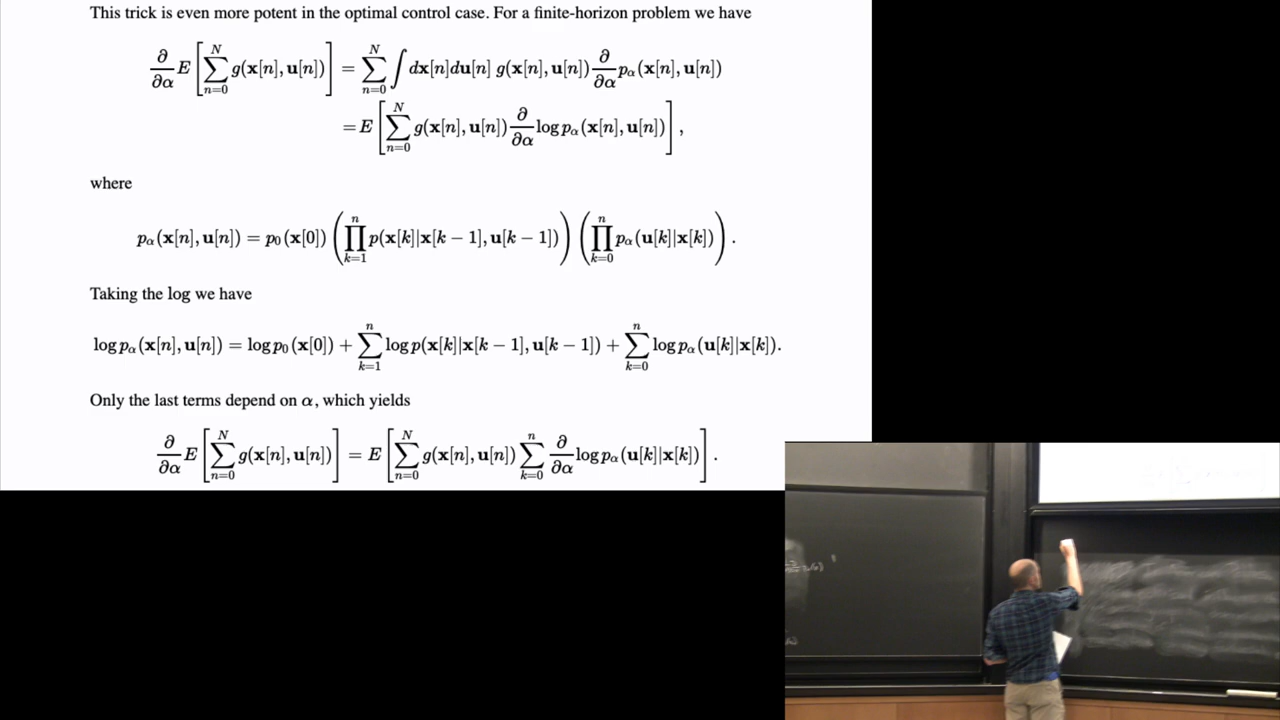 This trick is even more potent in the optimal control case. For a finite-horizon problem we have
∂/∂α E[∑_{n=0}^{N} g(x[n], u[n])] = ∑_{n=0}^{N} ∫ dx[n]du[n] g(x[n], u[n]) ∂/∂α p_α(x[n], u[n])
= E[∑_{n=0}^{N} g(x[n], u[n]) ∂/∂α log p_α(x[n], u[n])],
where
p_α(x[n], u[n]) = p_0(x[0]) (∏_{k=1}^{n} p(x[k]|x[k − 1], u[k − 1])) (∏_{k=0}^{n} p_α(u[k]|x[k])).
Taking the log we have
log p_α(x[n], u[n]) = log p_0(x[0]) + ∑_{k=1}^{n} log p(x[k]|x[k − 1], u[k − 1]) + ∑_{k=0}^{n} log p_α(u[k]|x[k]).
Only the last terms depend on α, which yields
∂/∂α E[∑_{n=0}^{N} g(x[n], u[n])] = E[∑_{n=0}^{N} g(x[n], u[n]) ∑_{k=0}^{n} ∂/∂α log p_α(u[k]|x[k])].